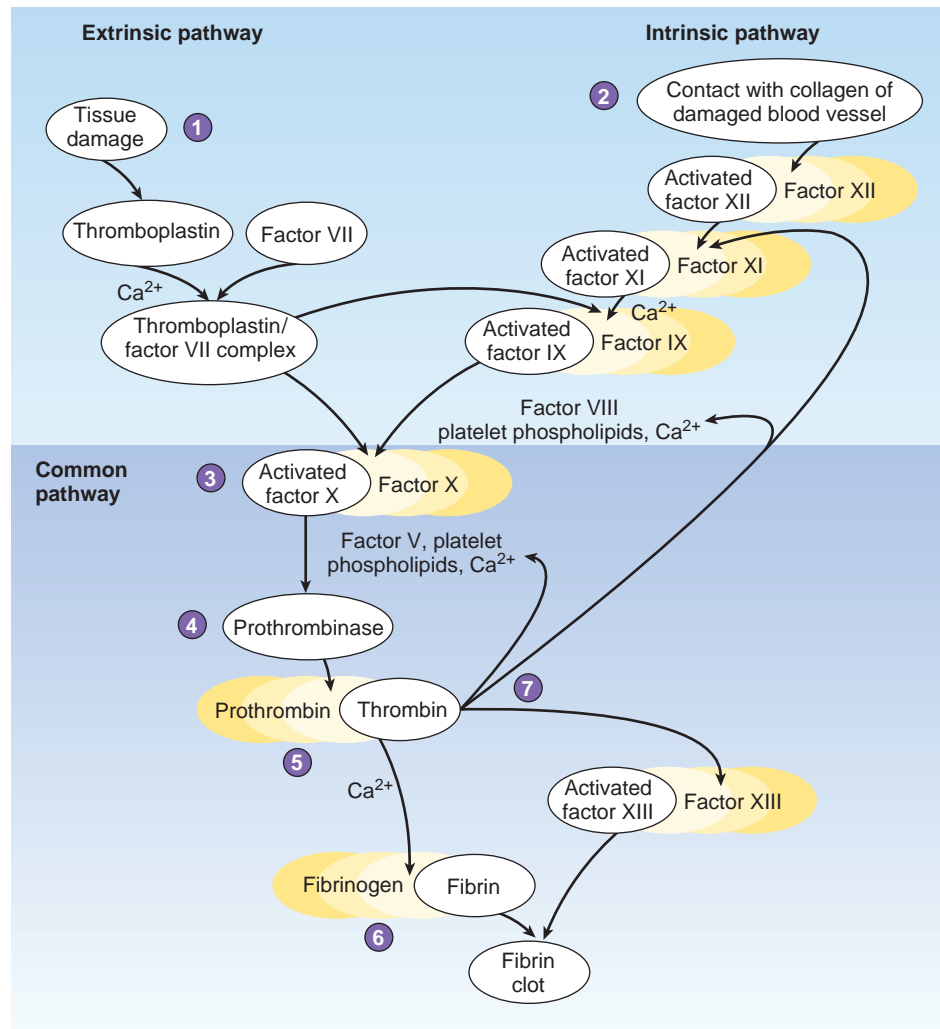 Extrinsic pathway
Intrinsic pathway
1
Tissue
damage
2
Contact with collagen of
damaged blood vessel
Activated
factor XII
Factor XII
Thromboplastin
Factor VII
Activated
factor XI
Factor XI
Ca2+
Ca2+
Thromboplastin/
factor VII complex
Activated
factor IX
Factor IX
Factor VIII
platelet phospholipids, Ca2+
Common
pathway
3
Activated
factor X
Factor X
Factor V, platelet
phospholipids, Ca2+
4
Prothrombinase
7
Prothrombin
Thrombin
5
Ca2+
Activated
factor XIII
Factor XIII
Fibrinogen
Fibrin
6
Fibrin
clot